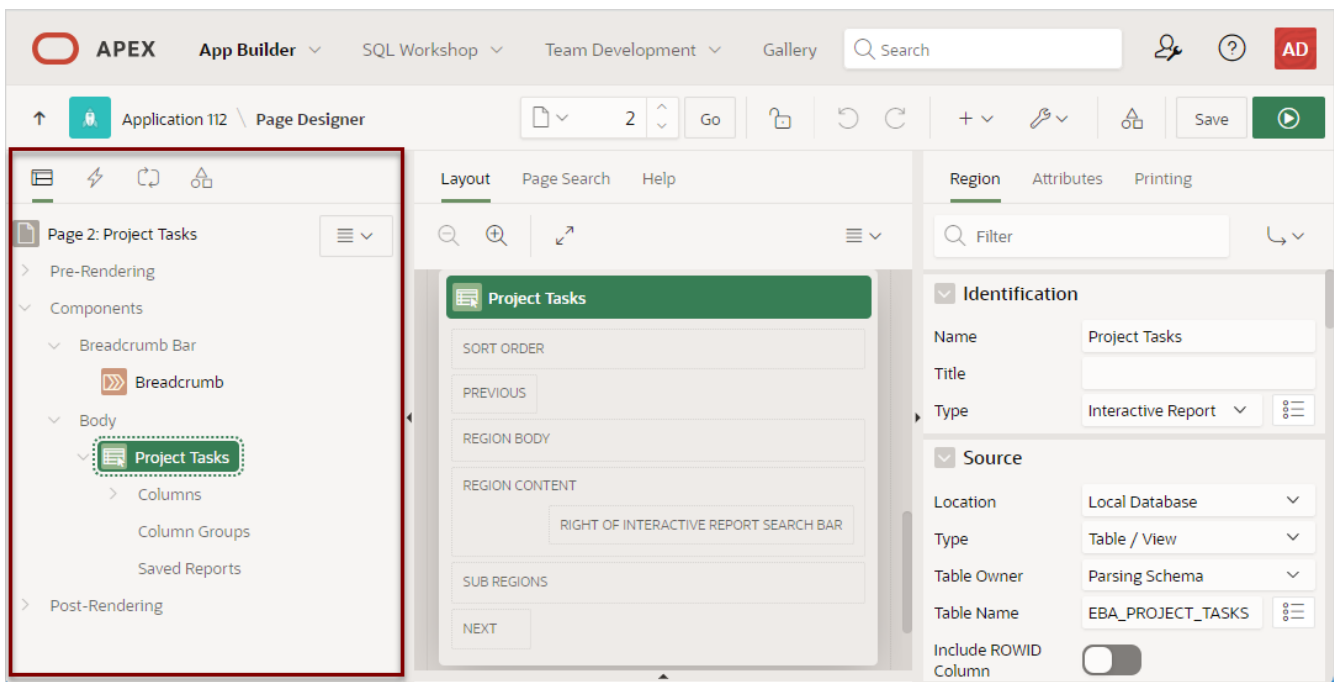 APEX App Builder SQL Workshop Team Development Gallery Search AD
Application 112 \ Page Designer 2 Go Save
Page 2: Project Tasks
Pre-Rendering
Components
Breadcrumb Bar
Breadcrumb
Body
Project Tasks
Columns
Column Groups
Saved Reports
Post-Rendering
Layout Page Search Help
Project Tasks
SORT ORDER
PREVIOUS
REGION BODY
REGION CONTENT
RIGHT OF INTERACTIVE REPORT SEARCH BAR
SUB REGIONS
NEXT
Region Attributes Printing
Filter
Identification
Name Project Tasks
Title
Type Interactive Report
Source
Location Local Database
Type Table / View
Table Owner Parsing Schema
Table Name EBA_PROJECT_TASKS
Include ROWID
Column